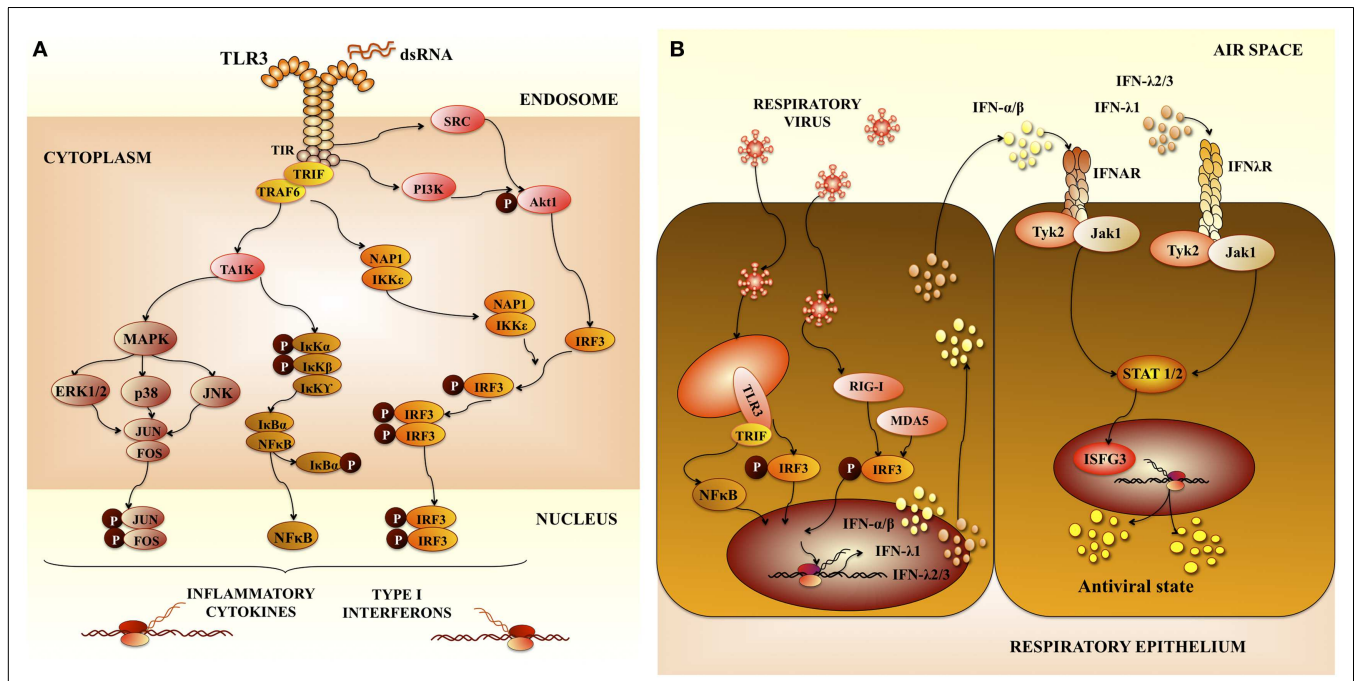 A
TLR3
dsRNA
ENDOSOME
CYTOPLASM
SRC
TIR
TRIF
TRAF6
PI3K
P
Akt1
TA1K
NAP1
IKKε
NAP1
IKKε
MAPK
P
IκKα
P
IκKβ
IκKϒ
IRF3
ERK1/2
p38
JNK
P
IRF3
P
IRF3
P
IRF3
JUN
FOS
IκBα
NFκB
IκBα
P
NUCLEUS
P
JUN
P
FOS
NFκB
P
IRF3
P
IRF3
INFLAMMATORY
CYTOKINES
TYPE I
INTERFERONS
B
AIR SPACE
RESPIRATORY
VIRUS
IFN-α/β
IFN-λ2/3
IFN-λ1
IFNAR
IFNλR
Tyk2
Jak1
Tyk2
Jak1
TLR3
TRIF
RIG-I
MDA5
STAT 1/2
P
IRF3
P
IRF3
NFκB
ISFG3
IFN-α/β
IFN-λ1
IFN-λ2/3
Antiviral state
RESPIRATORY EPITHELIUM